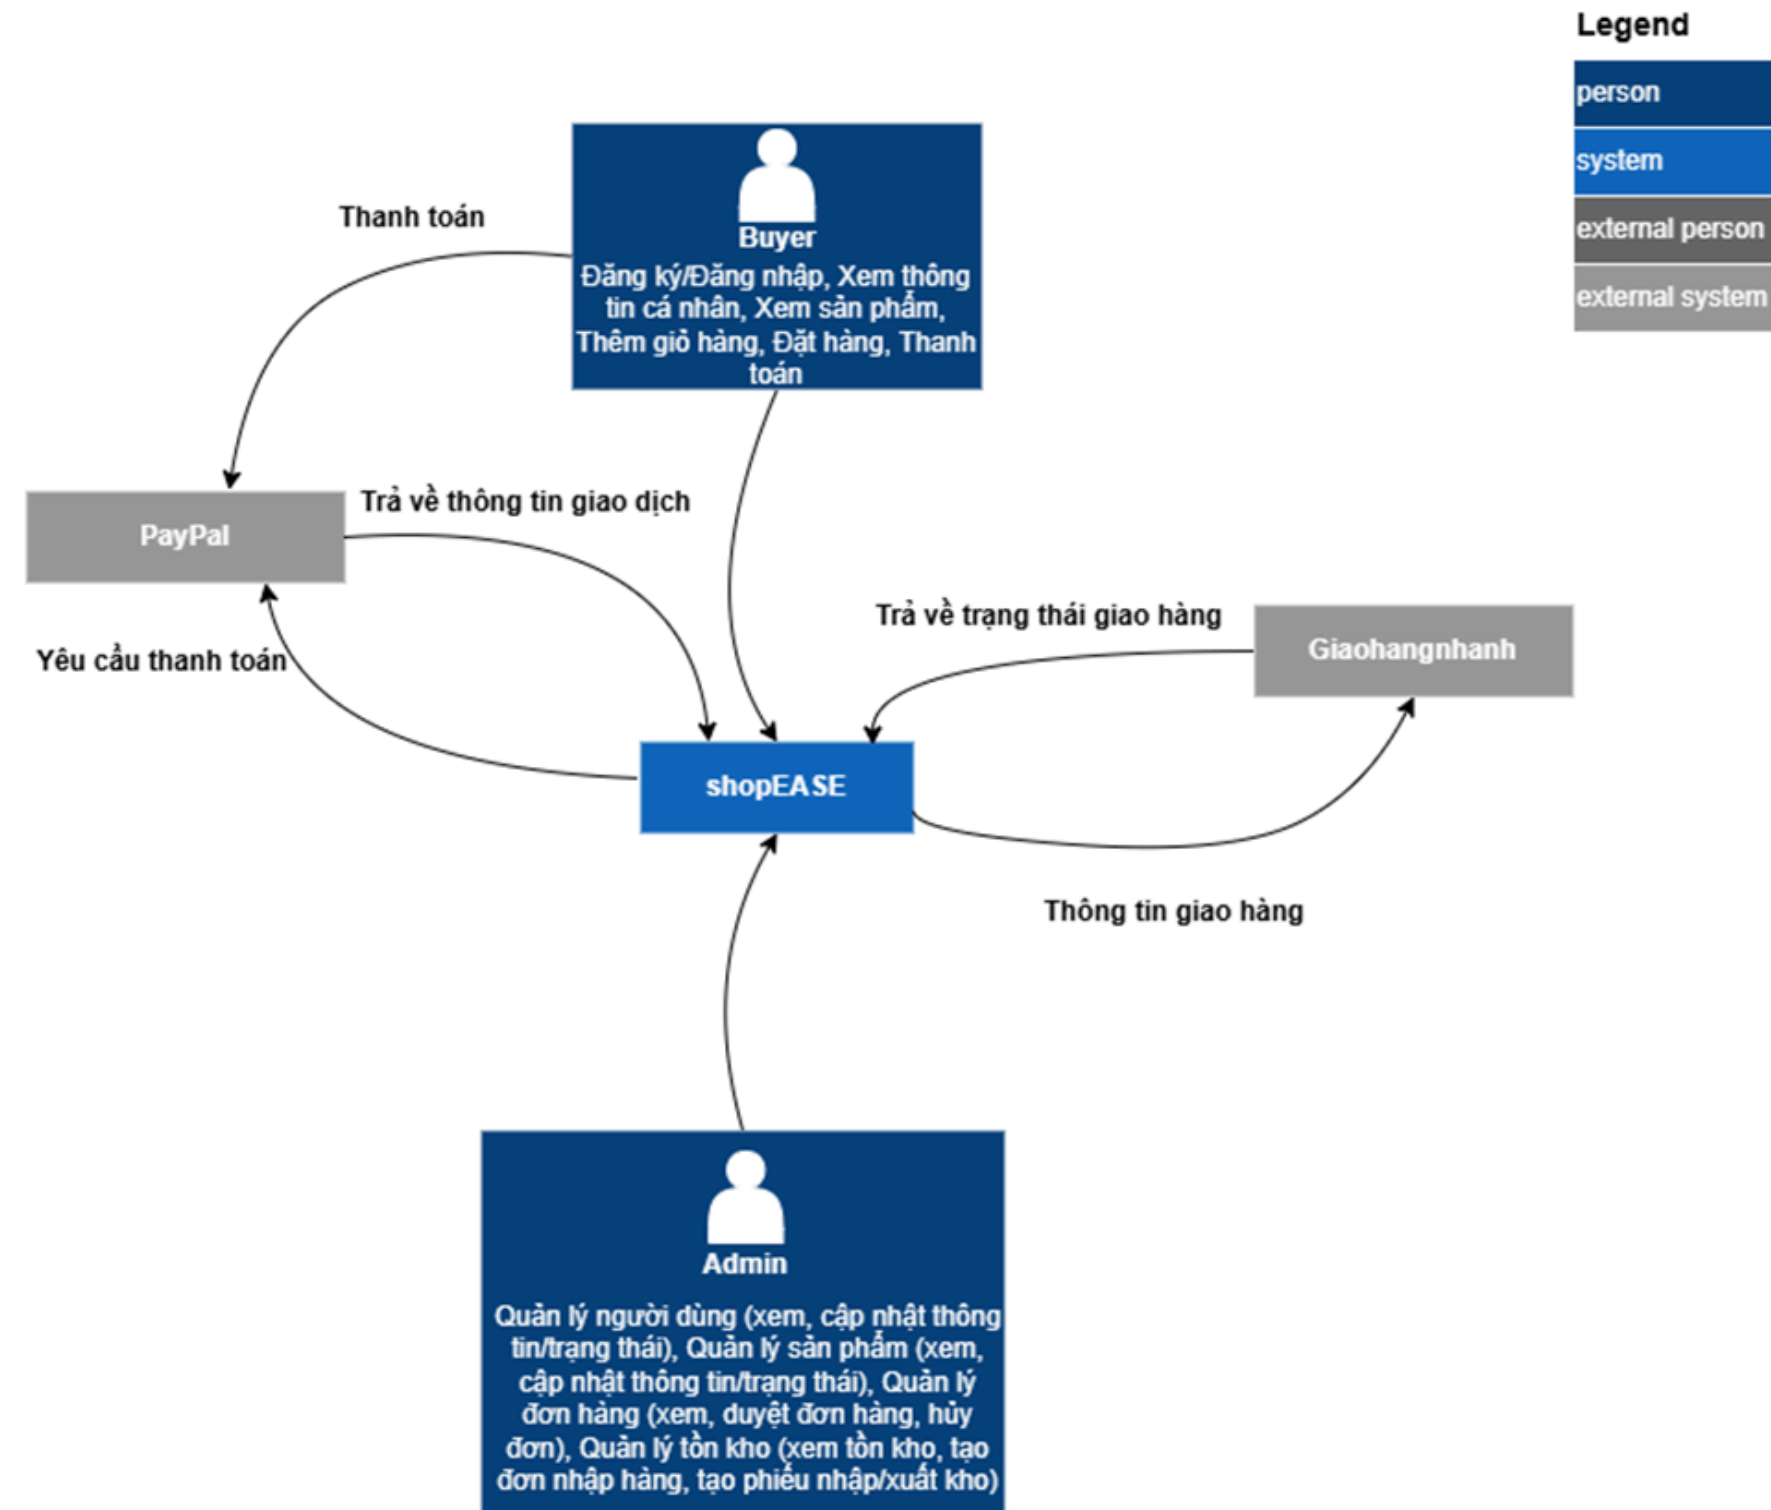 Legend
person
system
external person
external system
Thanh toán
Buyer
Đăng ký/Đăng nhập, Xem thông
tin cá nhân, Xem sản phẩm,
Thêm giỏ hàng, Đặt hàng, Thanh
toán
PayPal
Trả về thông tin giao dịch
Yêu cầu thanh toán
Trả về trạng thái giao hàng
Giaohangnhanh
shopEASE
Thông tin giao hàng
Admin
Quản lý người dùng (xem, cập nhật thông
tin/trạng thái), Quản lý sản phẩm (xem,
cập nhật thông tin/trạng thái), Quản lý
đơn hàng (xem, duyệt đơn hàng, hủy
đơn), Quản lý tồn kho (xem tồn kho, tạo
đơn nhập hàng, tạo phiếu nhập/xuất kho)